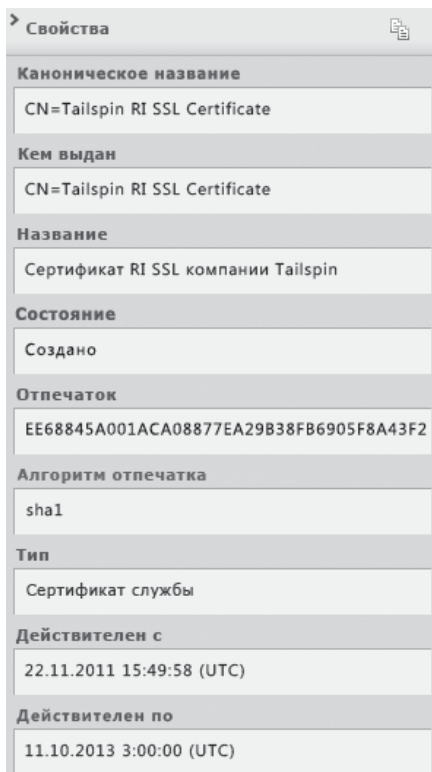 Свойства
Каноническое название
CN=Tailspin RI SSL Certificate
Кем выдан
CN=Tailspin RI SSL Certificate
Название
Сертификат RI SSL компании Tailspin
Состояние
Создано
Отпечаток
EE68845A001ACA08877EA29B38FB6905F8A43F2
Алгоритм отпечатка
sha1
Тип
Сертификат службы
Действителен с
22.11.2011 15:49:58 (UTC)
Действителен по
11.10.2013 3:00:00 (UTC)